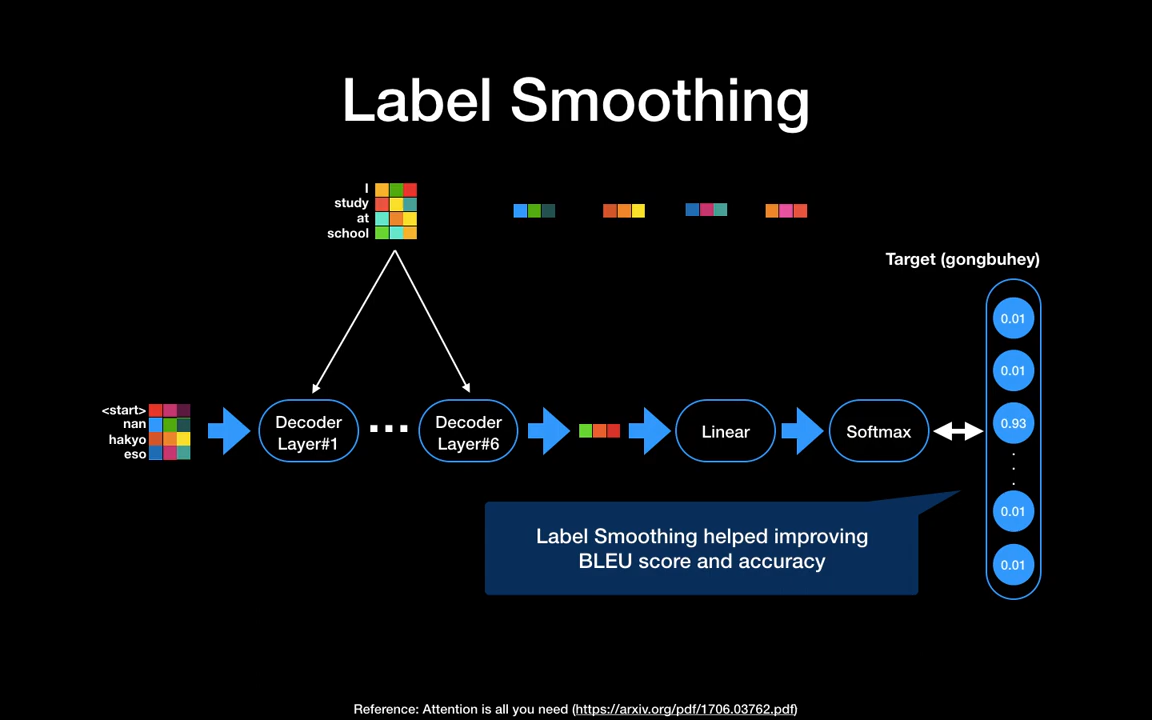 Label Smoothing
I
study
at
school
Target (gongbuhey)
0.01
0.01
0.93
.
.
.
0.01
0.01
<start>
nan
hakyo
eso
Decoder
Layer#1
...
Decoder
Layer#6
Linear
Softmax
Label Smoothing helped improving
BLEU score and accuracy
Reference: Attention is all you need (https://arxiv.org/pdf/1706.03762.pdf)